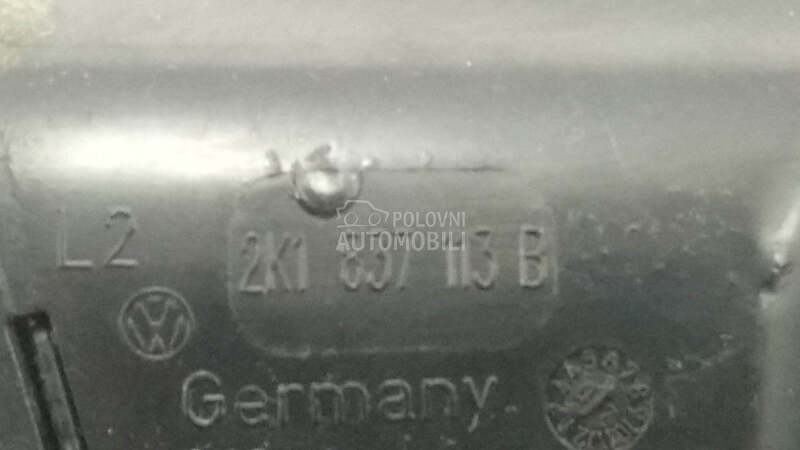 POLOVNI
AUTOMOBILI
L2
2K1 837 113 B
Germany